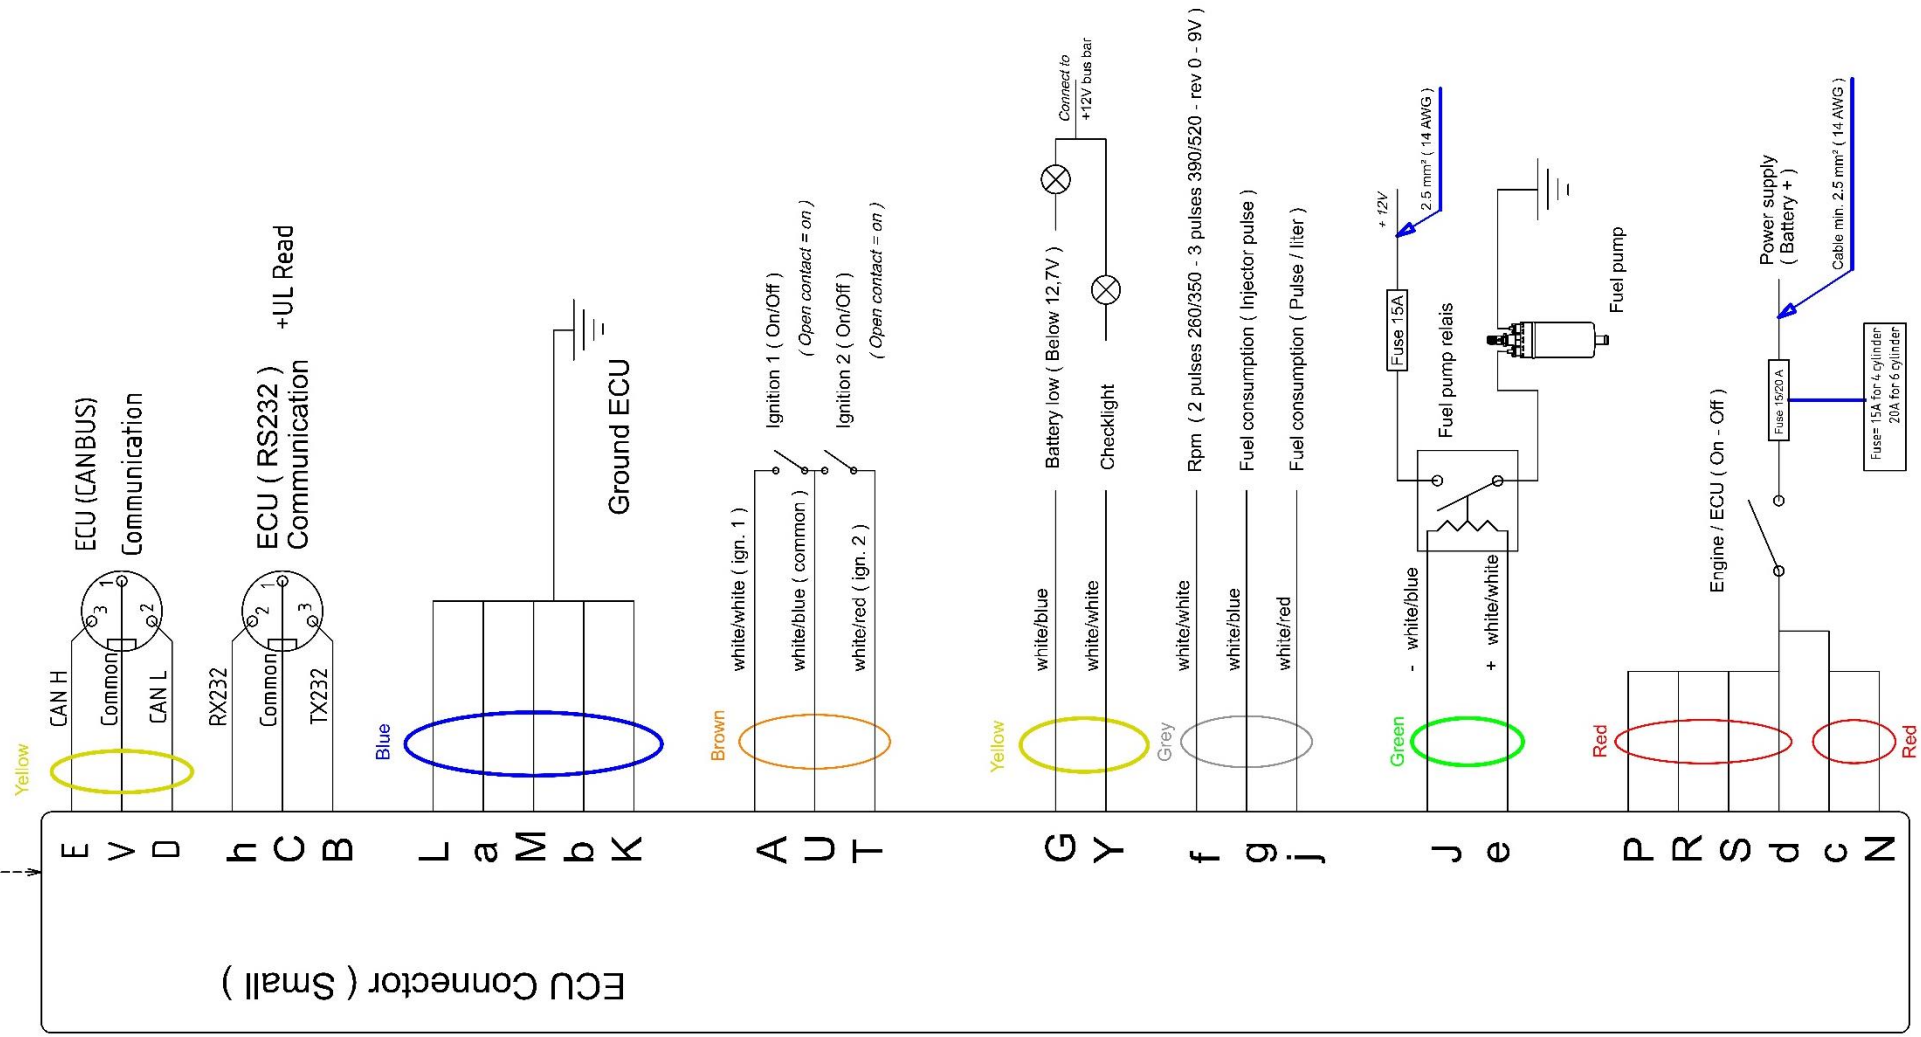 Yellow
CAN H
Common
CAN L
3
1
2
ECU (CANBUS)
Communication
RX232
Common
TX232
2
1
3
ECU ( RS232 )
Communication
+UL Read
Blue
Ground ECU
Brown
white/white ( ign. 1 )
white/blue ( common )
white/red ( ign. 2 )
Ignition 1 ( On/Off )
( Open contact = on )
Ignition 2 ( On/Off )
( Open contact = on )
Yellow
white/blue
white/white
Battery low ( Below 12,7V )
Checklight
Connect to
+12V bus bar
Grey
white/white
white/blue
white/red
Rpm ( 2 pulses 260/350 - 3 pulses 390/520 - rev 0 - 9V )
Fuel consumption ( Injector pulse )
Fuel consumption ( Pulse / liter )
Green
- white/blue
+ white/white
Fuel pump relais
Fuse 15A
+ 12V
2.5 mm² ( 14 AWG )
Fuel pump
Red
Red
Engine / ECU ( On - Off )
Fuse 15/20 A
Fuse= 15A for 4 cylinder
20A for 6 cylinder
Power supply
( Battery + )
Cable min. 2.5 mm² ( 14 AWG )
E
V
D
h
C
B
L
a
M
b
K
A
U
T
G
Y
f
g
j
J
e
P
R
S
d
c
N
ECU Connector ( Small )